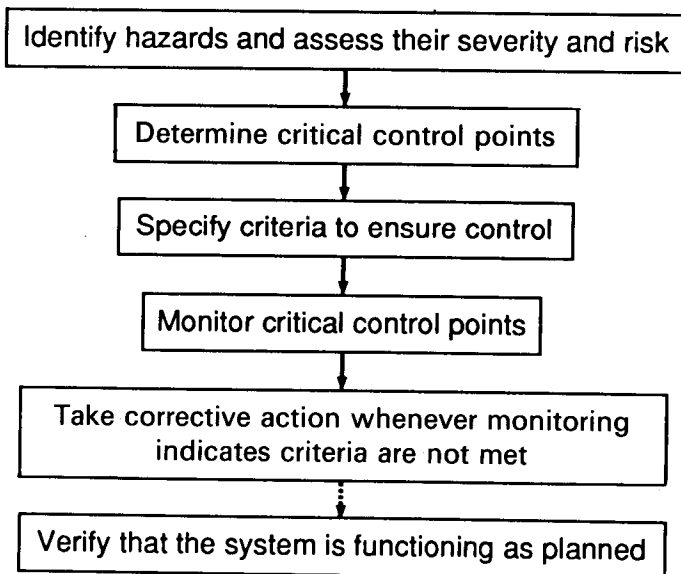 Identify hazards and assess their severity and risk
Determine critical control points
Specify criteria to ensure control
Monitor critical control points
Take corrective action whenever monitoring
indicates criteria are not met
Verify that the system is functioning as planned